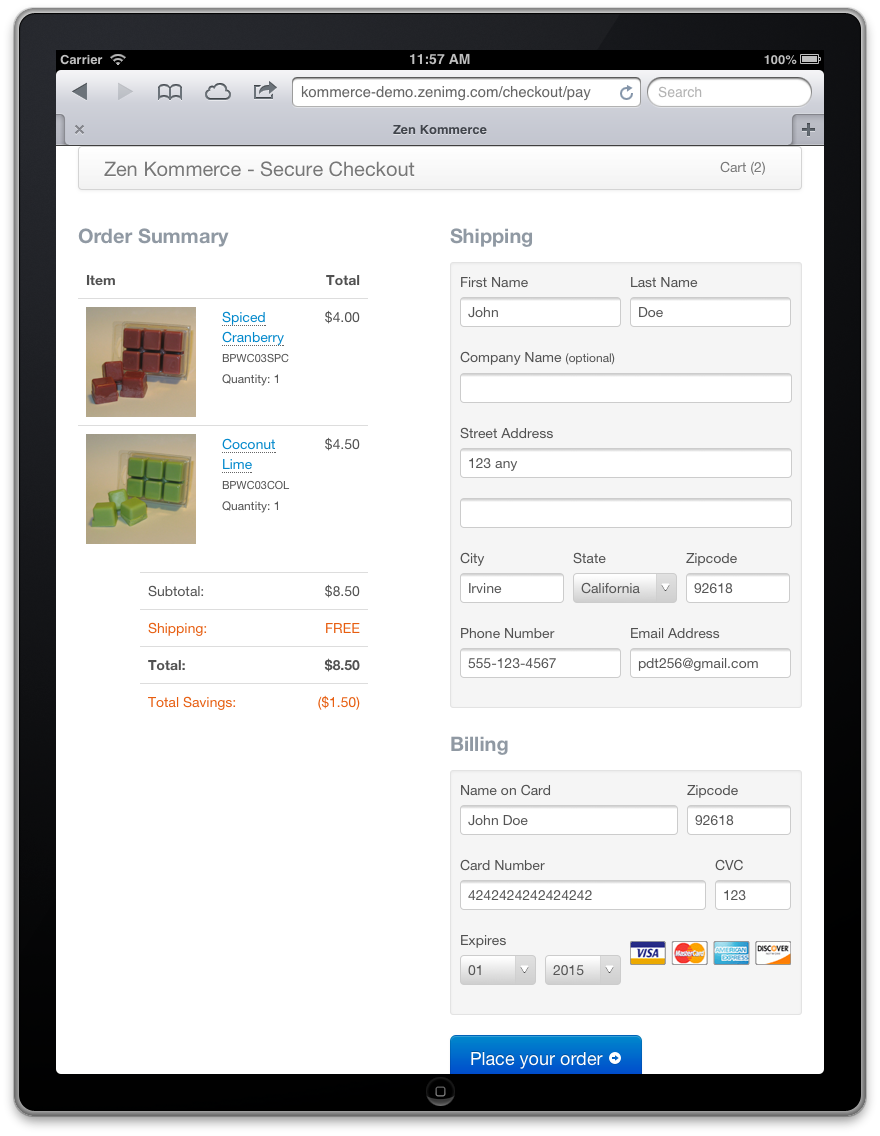 Carrier 11:57 AM 100%
kommerce-demo.zenimg.com/checkout/pay Search
Zen Kommerce
Zen Kommerce - Secure Checkout Cart (2)
Order Summary
Item Total
Spiced Cranberry $4.00
BPWC03SPC
Quantity: 1
Coconut Lime $4.50
BPWC03COL
Quantity: 1
Subtotal: $8.50
Shipping: FREE
Total: $8.50
Total Savings: ($1.50)
Shipping
First Name Last Name
John Doe
Company Name (optional)
Street Address
123 any
City State Zipcode
Irvine California 92618
Phone Number Email Address
555-123-4567 pdt256@gmail.com
Billing
Name on Card Zipcode
John Doe 92618
Card Number CVC
4242424242424242 123
Expires
01 2015
VISA MasterCard AMERICAN EXPRESS DISCOVER
Place your order